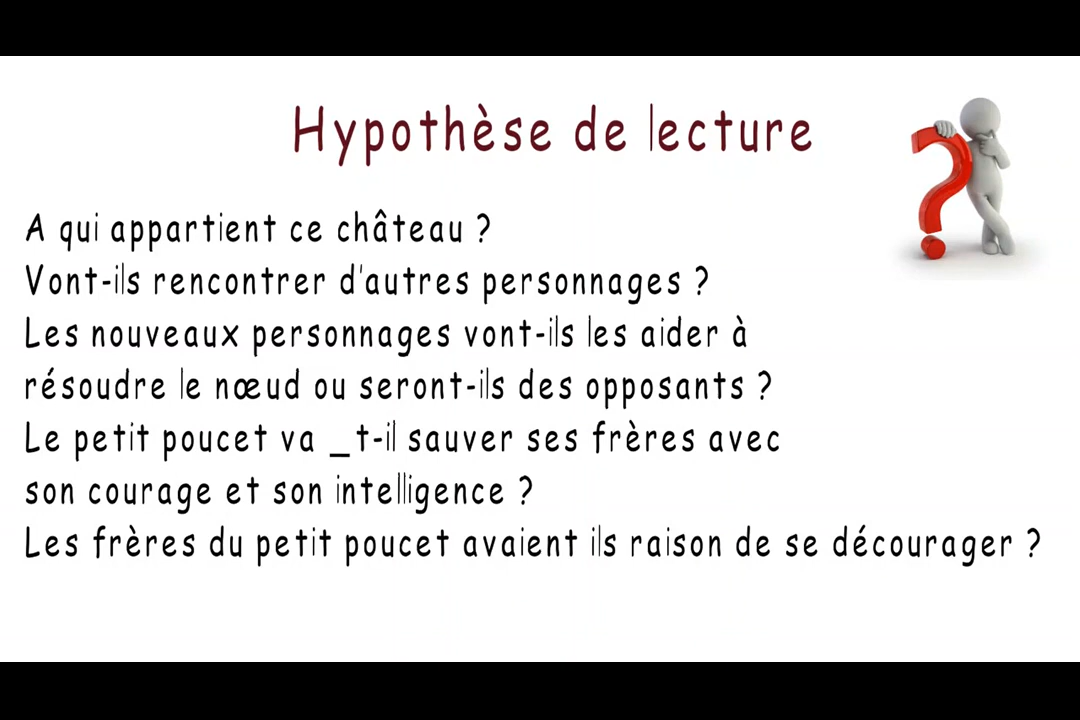 Hypothèse de lecture
A qui appartient ce château ?
Vont-ils rencontrer d'autres personnages ?
Les nouveaux personnages vont-ils les aider à
résoudre le nœud ou seront-ils des opposants ?
Le petit poucet va _t-il sauver ses frères avec
son courage et son intelligence ?
Les frères du petit poucet avaient ils raison de se décourager ?